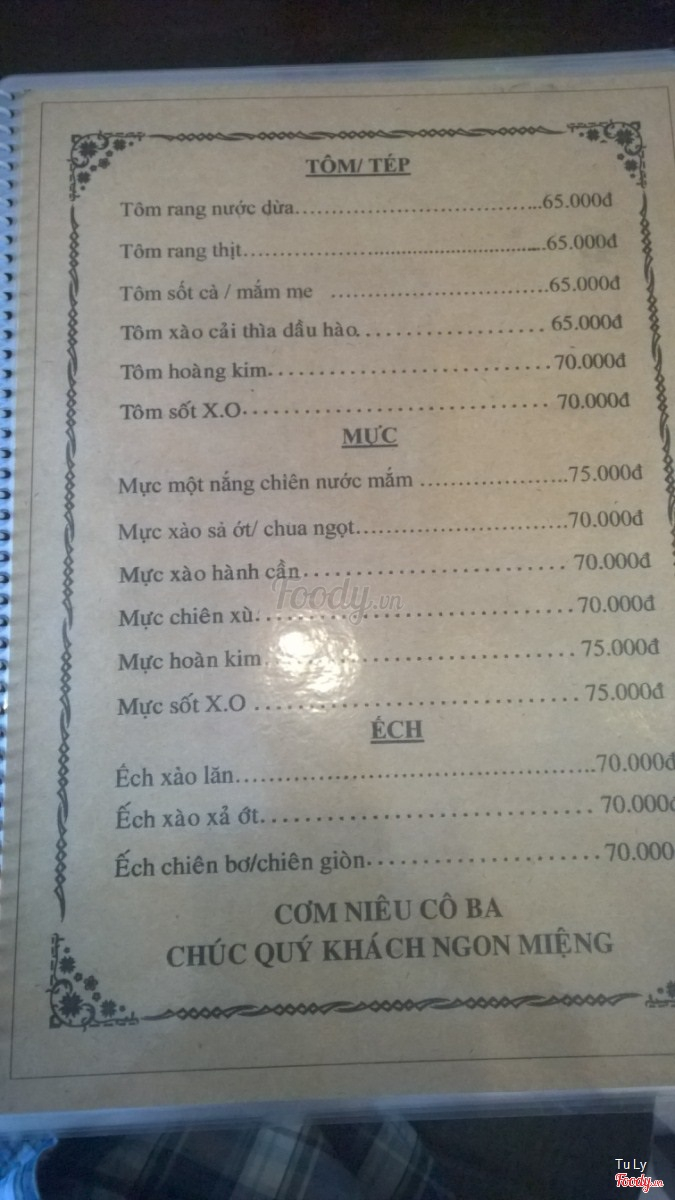 TÔM/ TÉP
Tôm rang nước dừa................................65.000đ
Tôm rang thịt........................................65.000đ
Tôm sốt cà / mắm me ............................65.000đ
Tôm xào cải thìa dầu hào........................ 65.000đ
Tôm hoàng kim....................................70.000đ
Tôm sốt X.O....................................... 70.000đ
MỰC
Mực một nắng chiên nước mắm ...................75.000đ
Mực xào sả ớt/ chua ngọt...........................70.000đ
Mực xào hành cần.................................. 70.000đ
Foody.vn
Mực chiên xù.......................................70.000đ
Mực hoàn kim...................................... 75.000đ
Mực sốt X.O ....................................... 75.000đ
ẾCH
Ếch xảo lăn............................................70.000đ
Ếch xào xả ớt........................................ 70.000đ
Ếch chiên bơ/chiên giòn...........................70.000
CƠM NIÊU CÔ BA
CHÚC QUÝ KHÁCH NGON MIỆNG
Tu Ly
Foody.vn